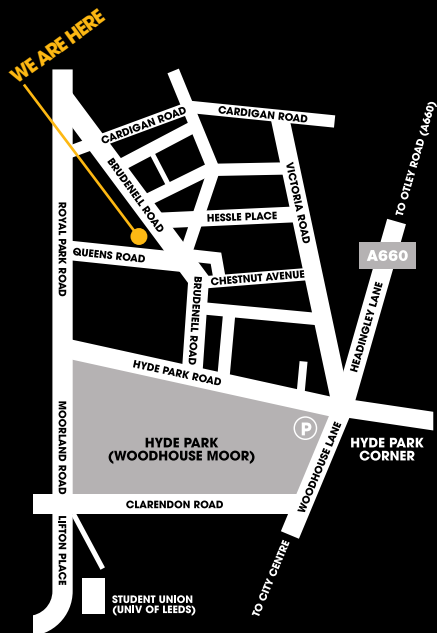 WE ARE HERE
CARDIGAN ROAD
CARDIGAN ROAD
TO OTLEY ROAD (A660)
BRUDENELL ROAD
VICTORIA ROAD
ROYAL PARK ROAD
HESSLE PLACE
QUEENS ROAD
A660
CHESTNUT AVENUE
BRUDENELL ROAD
HEADINGLEY LANE
HYDE PARK ROAD
MOORLAND ROAD
P
HYDE PARK
(WOODHOUSE MOOR)
HYDE PARK
CORNER
WOODHOUSE LANE
CLARENDON ROAD
LIFTON PLACE
TO CITY CENTRE
STUDENT UNION
(UNIV OF LEEDS)